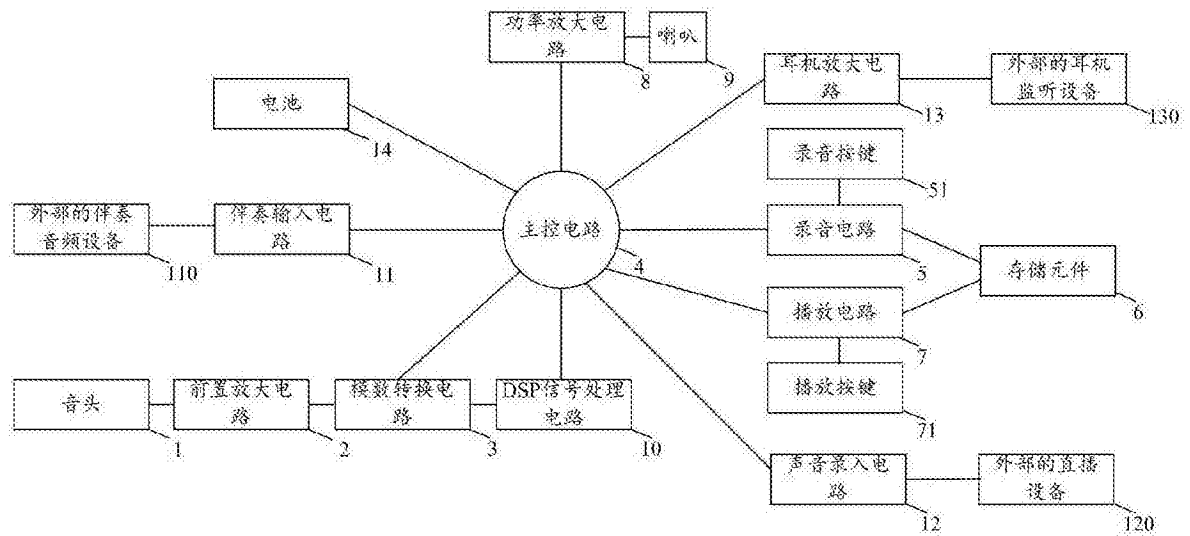 功率放大电
路
喇叭
8
9
耳机放大电
路
13
外部的耳机
监听设备
130
电池
14
录音按键
51
外部的伴奏
音频设备
110
伴奏输入电
路
11
主控电路
4
录音电路
5
存储元件
6
播放电路
7
播放按键
71
音头
1
前置放大电
路
2
模数转换电
路
3
DSP信号处理
电路
10
声音录入电
路
12
外部的直播
设备
120